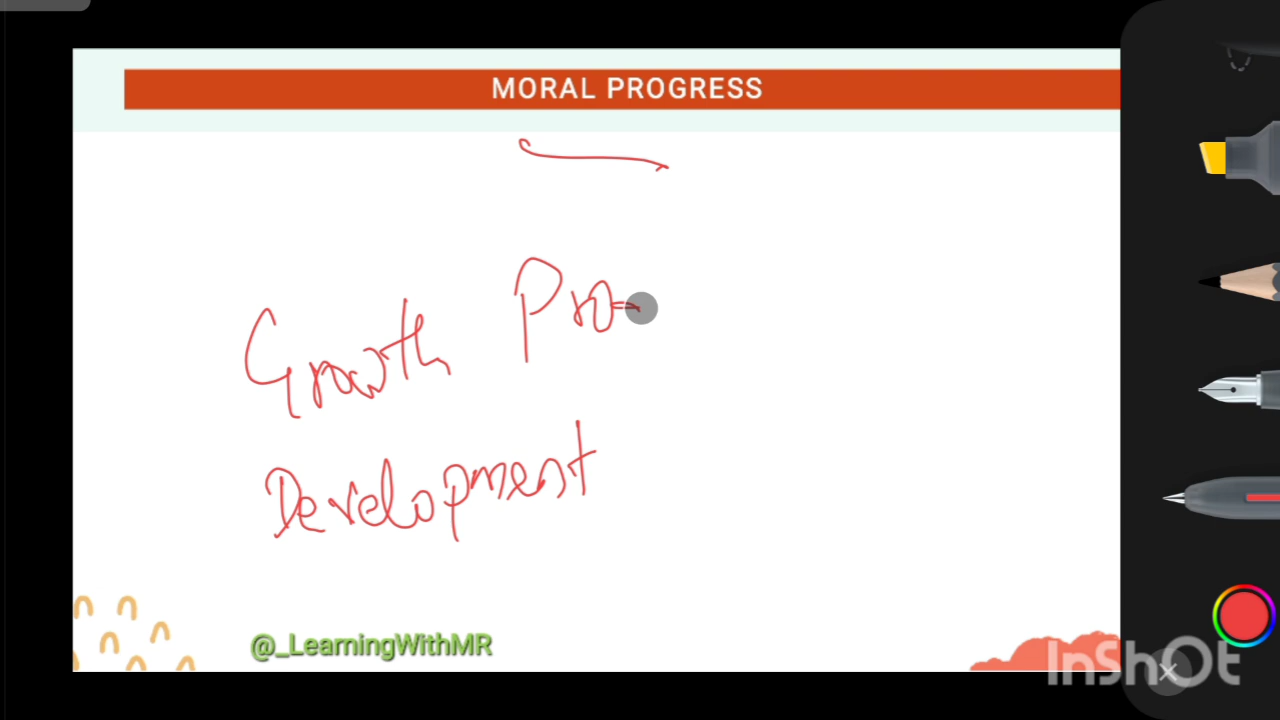 MORAL PROGRESS
Growth Pro
Development
@_LearningWithMR
InShOt